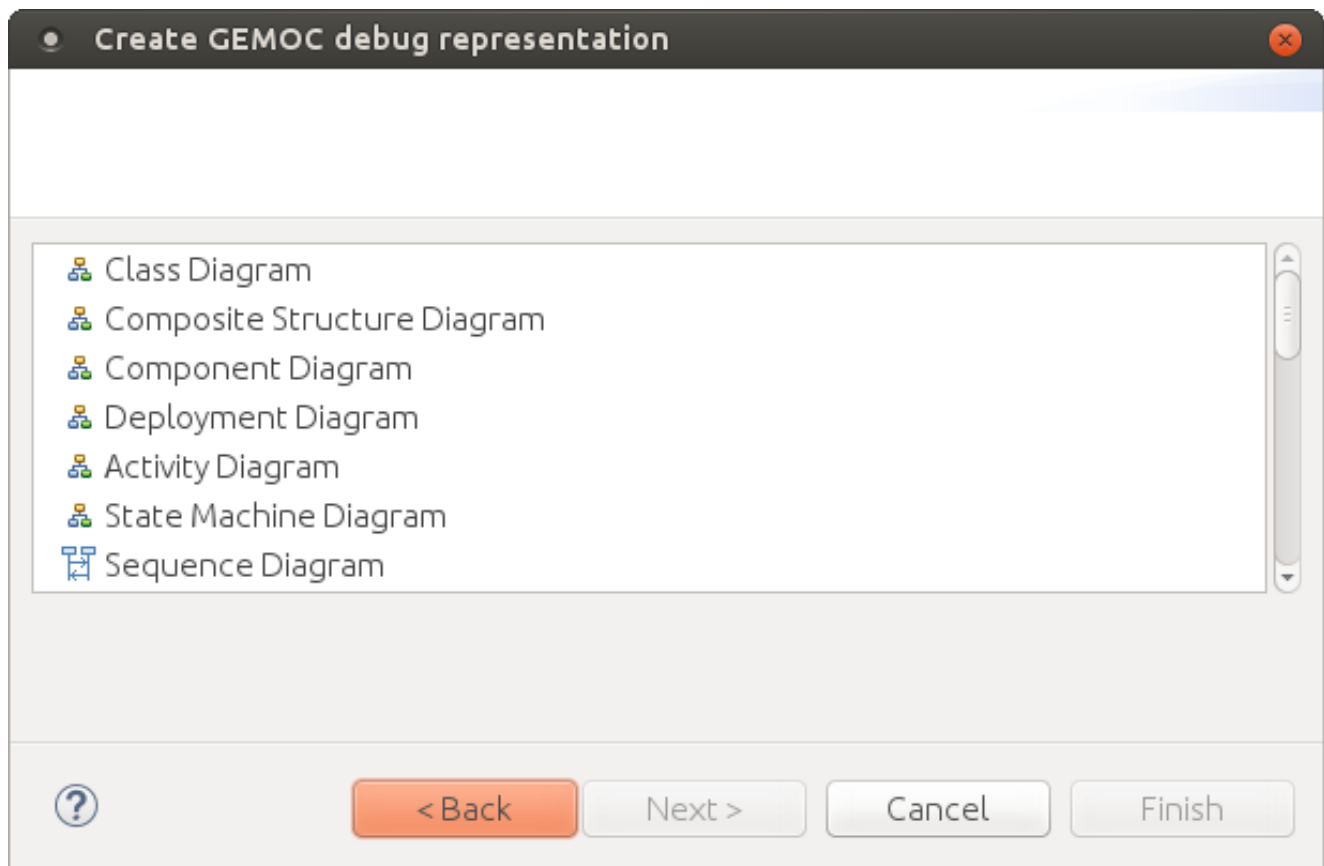 Create GEMOC debug representation
Class Diagram
Composite Structure Diagram
Component Diagram
Deployment Diagram
Activity Diagram
State Machine Diagram
Sequence Diagram
?
< Back
Next >
Cancel
Finish